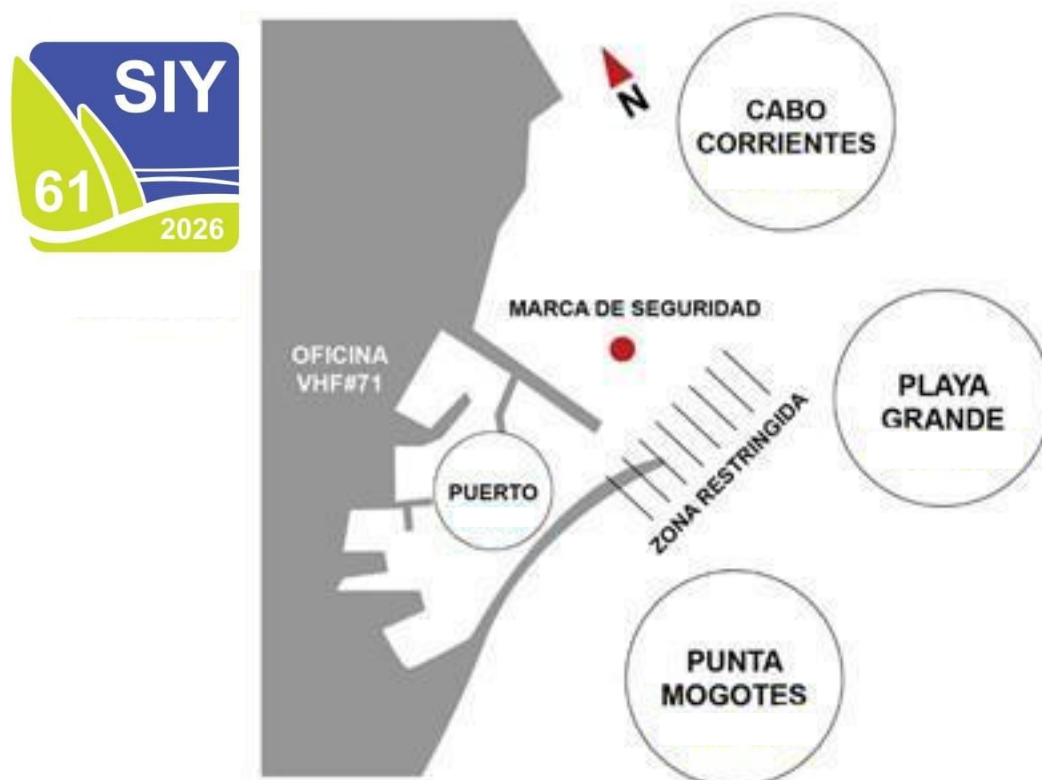 SIY
61
2026
N
CABO
CORRIENTES
MARCA DE SEGURIDAD
OFICINA
VHF#71
PLAYA
GRANDE
ZONA RESTRINGIDA
PUERTO
PUNTA
MOGOTES